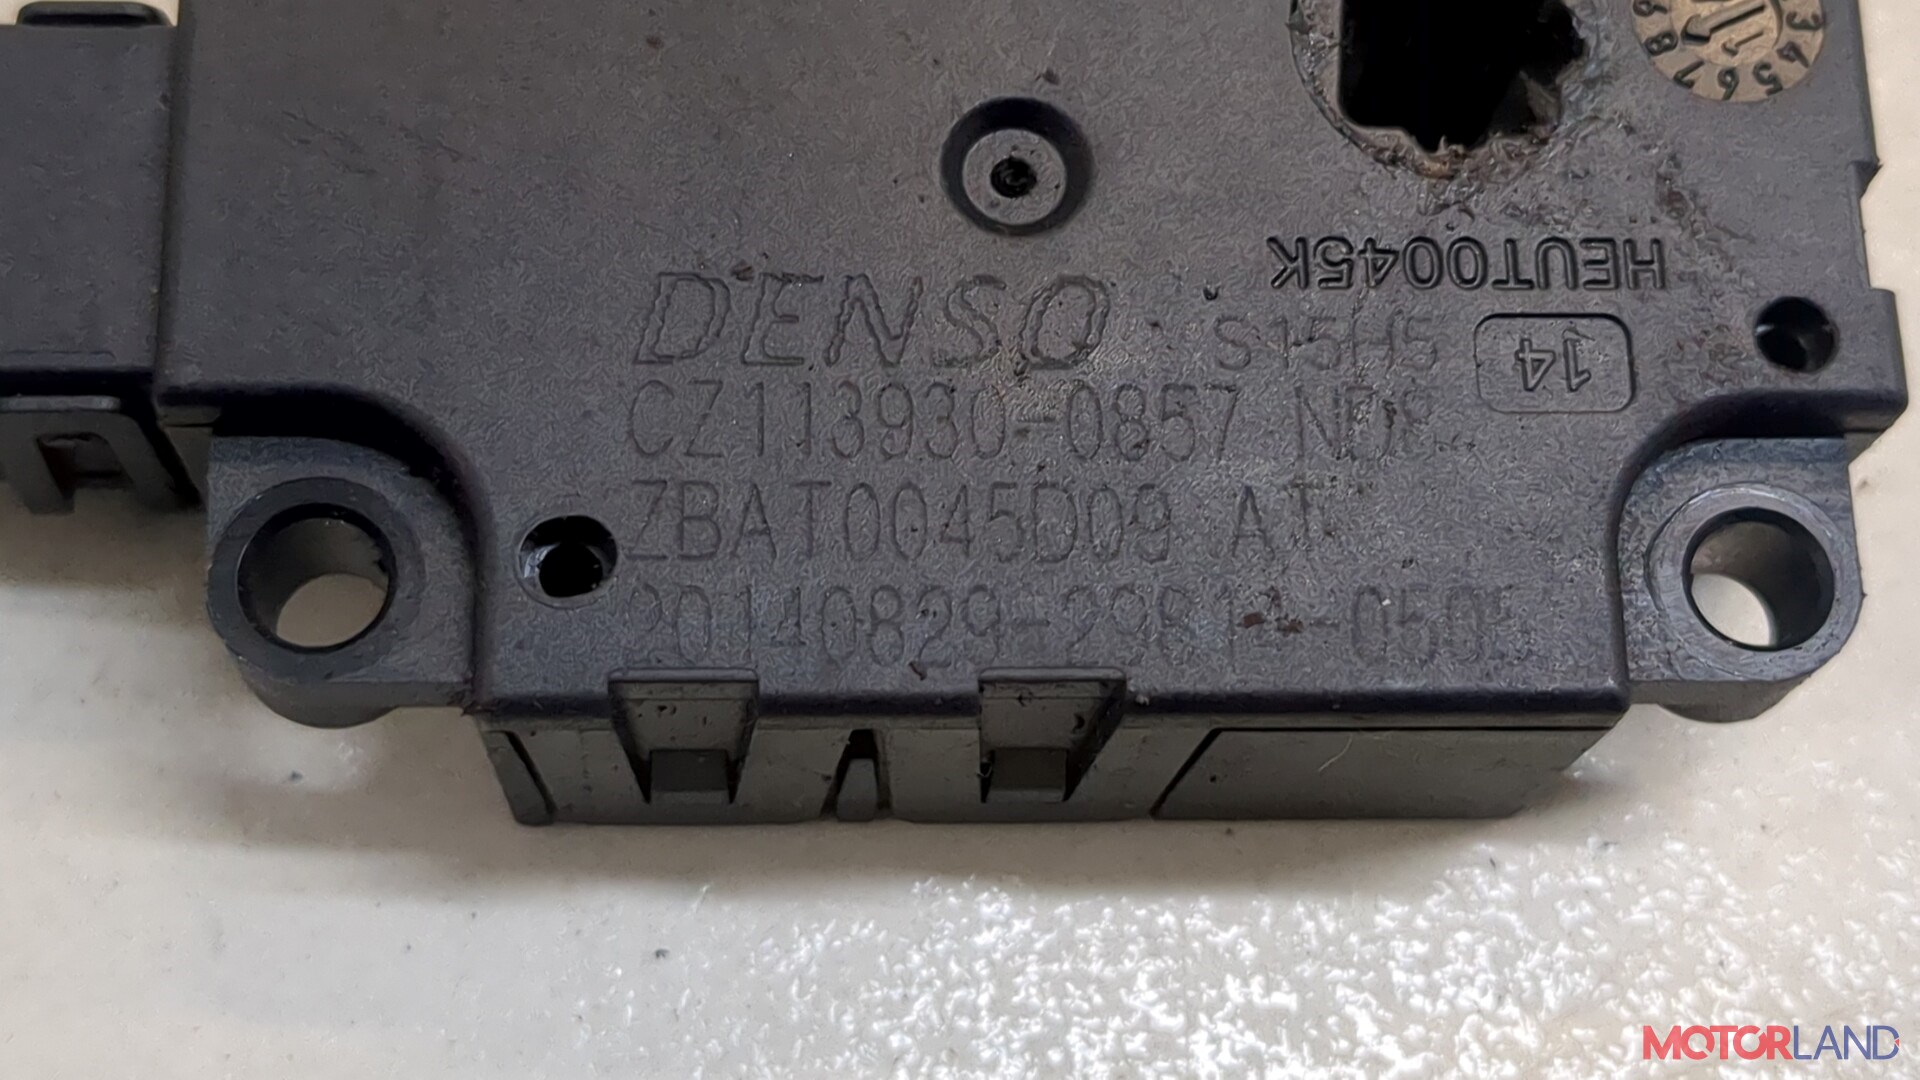 HEUT0045K
DENSO S15H5
14
CZ113930-0857
ZBAT0045D09 AT
MOTORLAND